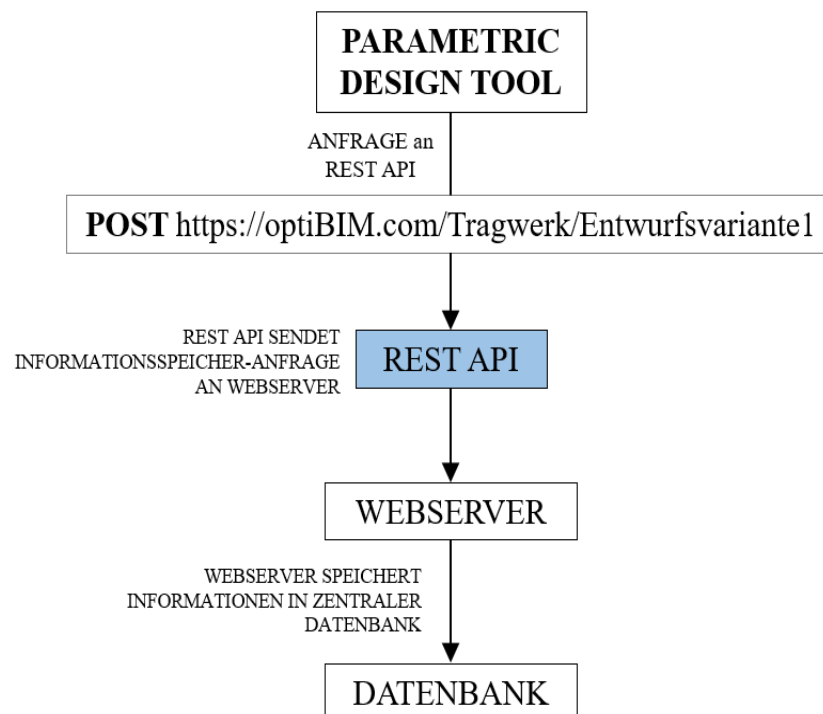 PARAMETRIC
DESIGN TOOL
ANFRAGE an
REST API
POST https://optiBIM.com/Tragwerk/Entwurfsvariante1
REST API SENDET
INFORMATIONSSPEICHER-ANFRAGE
AN WEBSERVER
REST API
WEBSERVER
WEBSERVER SPEICHERT
INFORMATIONEN IN ZENTRALER
DATENBANK
DATENBANK